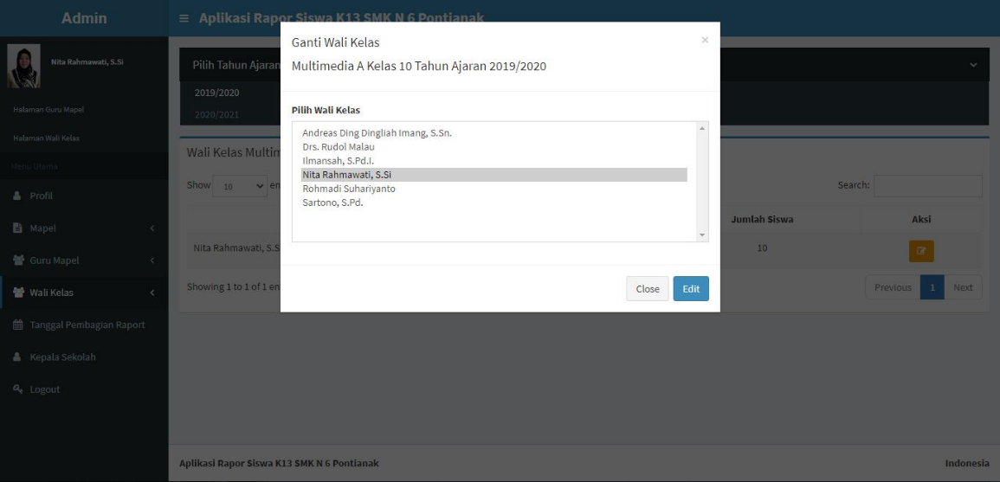 Admin
Aplikasi Rapor Siswa K13 SMK N 6 Pontianak
Nita Rahmawati, S.Si
Halaman Guru Mapel
Halaman Wali Kelas
Menu Utama
Profil
Mapel
Guru Mapel
Wali Kelas
Tanggal Pembagian Raport
Kepala Sekolah
Logout
Pilih Tahun Ajaran
2019/2020
2020/2021
Ganti Wali Kelas ×
Multimedia A Kelas 10 Tahun Ajaran 2019/2020
Pilih Wali Kelas
Andreas Ding Dingliah Imang, S.Sn.
Drs. Rudol Malau
Ilmansah, S.Pd.I.
Nita Rahmawati, S.Si
Rohmadi Suhariyanto
Sartono, S.Pd.
Close Edit
Wali Kelas Multim
Show 10 en
Search:
Jumlah Siswa Aksi
Nita Rahmawati, S.S 10
Showing 1 to 1 of 1 en
Previous 1 Next
Aplikasi Rapor Siswa K13 SMK N 6 Pontianak
Indonesia